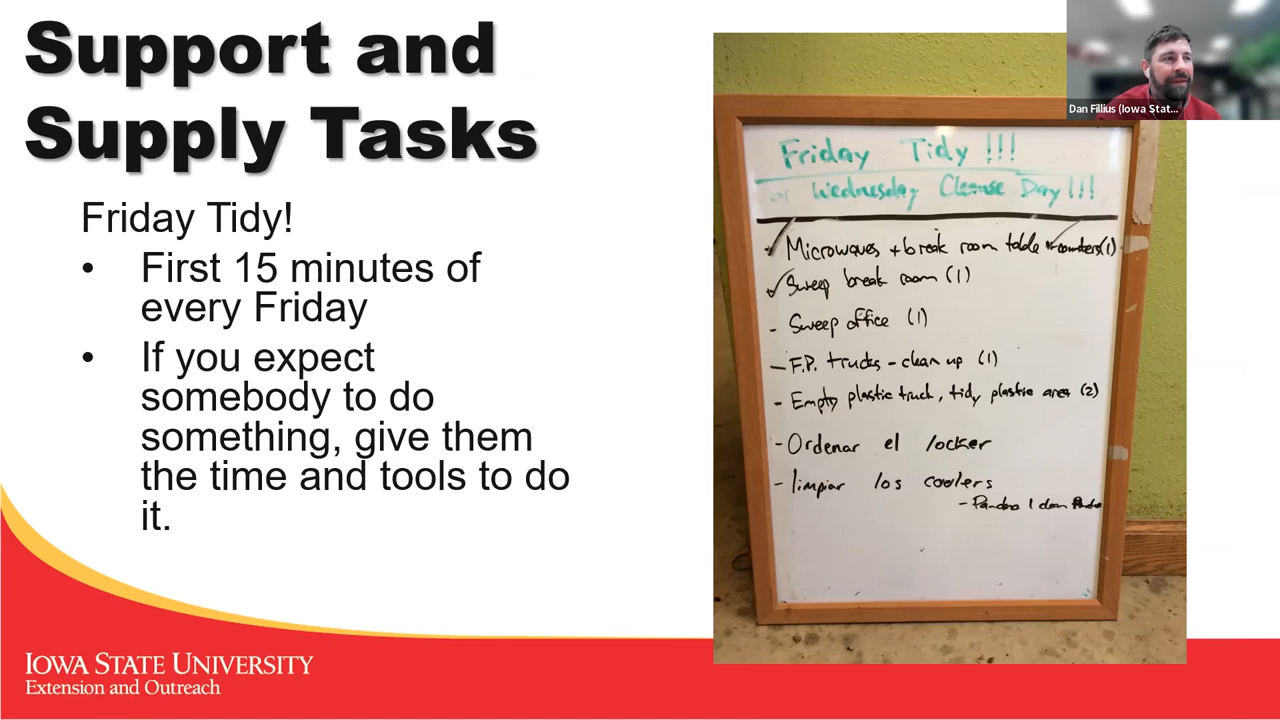 Support and
Supply Tasks
Friday Tidy!
• First 15 minutes of
every Friday
• If you expect
somebody to do
something, give them
the time and tools to do
it.
IOWA STATE UNIVERSITY
Extension and Outreach
Dan Fillius (Iowa Stat...
Friday Tidy !!!
or Wednesday Cleanse Day!!!
Microwaves + break room table + counters (1)
Sweep break room (1)
- Sweep office (1)
- F.P. trucks - clean up (1)
- Empty plastic truck, tidy plastic area (2)
- Ordenar el locker
- limpiar los coolers
- Pandora 1 clean